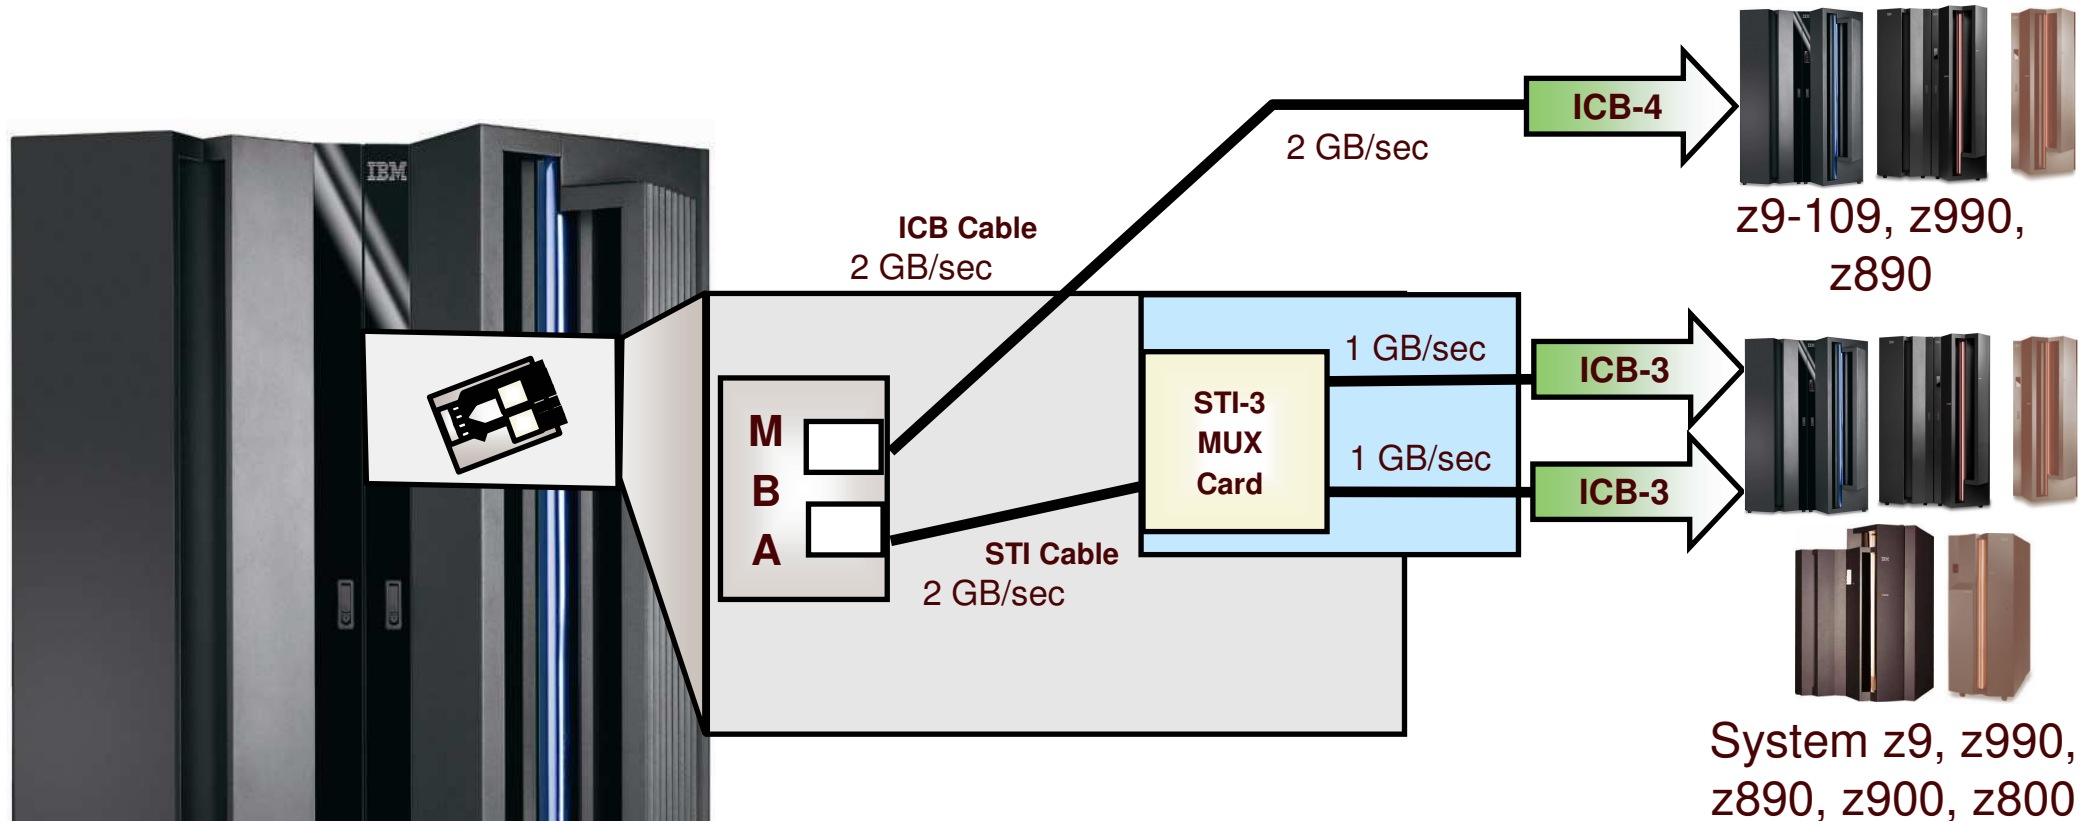 IBM
ICB-4
2 GB/sec
z9-109, z990,
z890
ICB Cable
2 GB/sec
M
B
A
STI Cable
2 GB/sec
STI-3
MUX
Card
1 GB/sec
ICB-3
1 GB/sec
ICB-3
System z9, z990,
z890, z900, z800